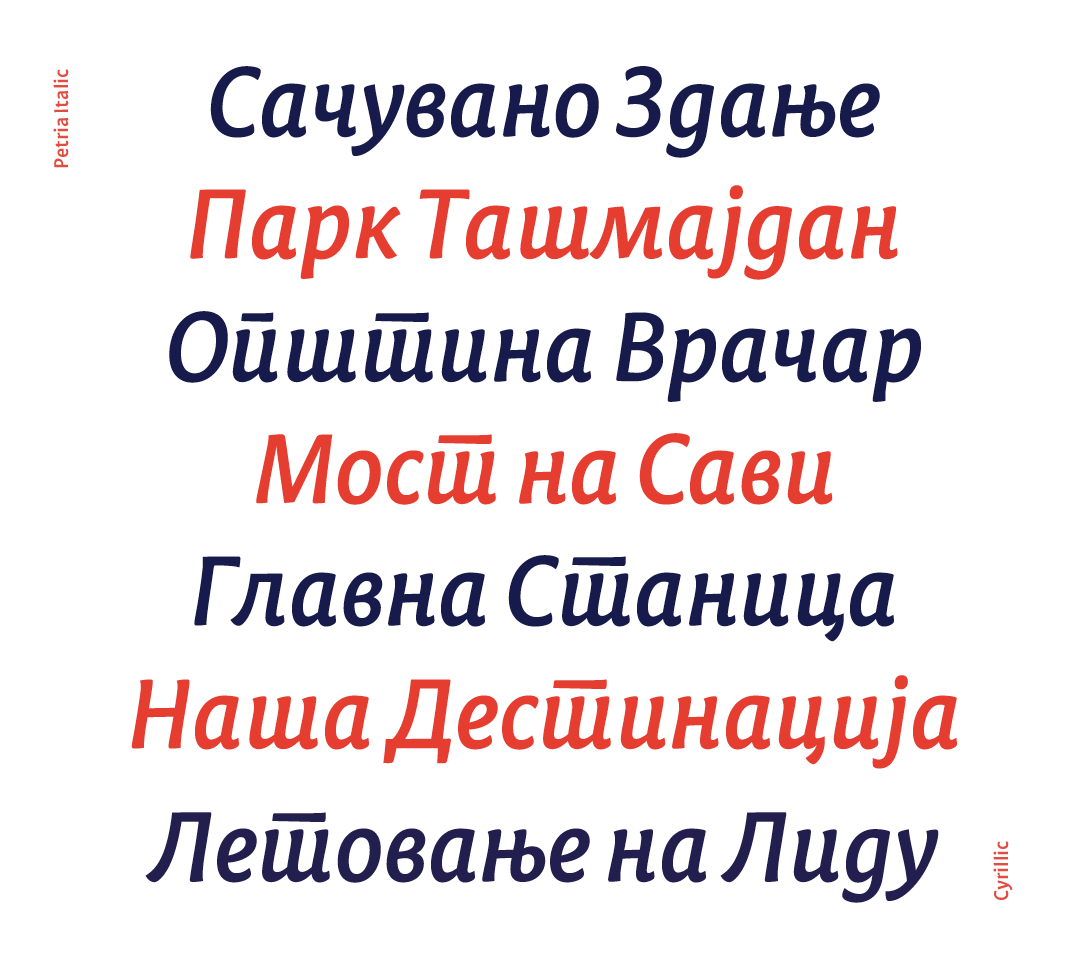 Petria Italic
Сачувано Здање
Парк Ташмајдан
Општина Врачар
Мост на Сави
Главна Станица
Наша Дестинација
Летовање на Лиду
Cyrillic